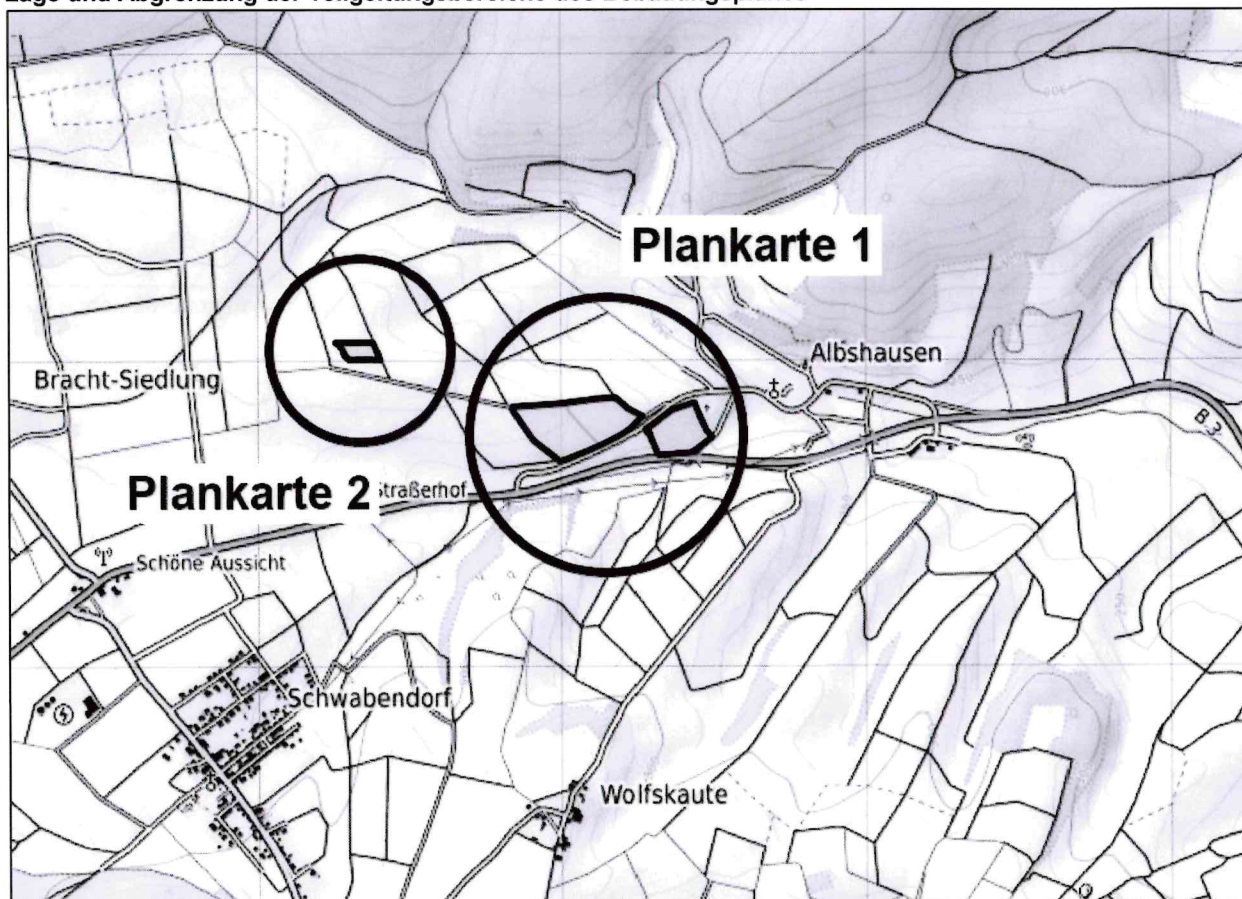 Plankarte 1
Albshausen
Bracht-Siedlung
B 3
Plankarte 2
Straßerhof
Schöne Aussicht
Schwabendorf
Wolfskaute